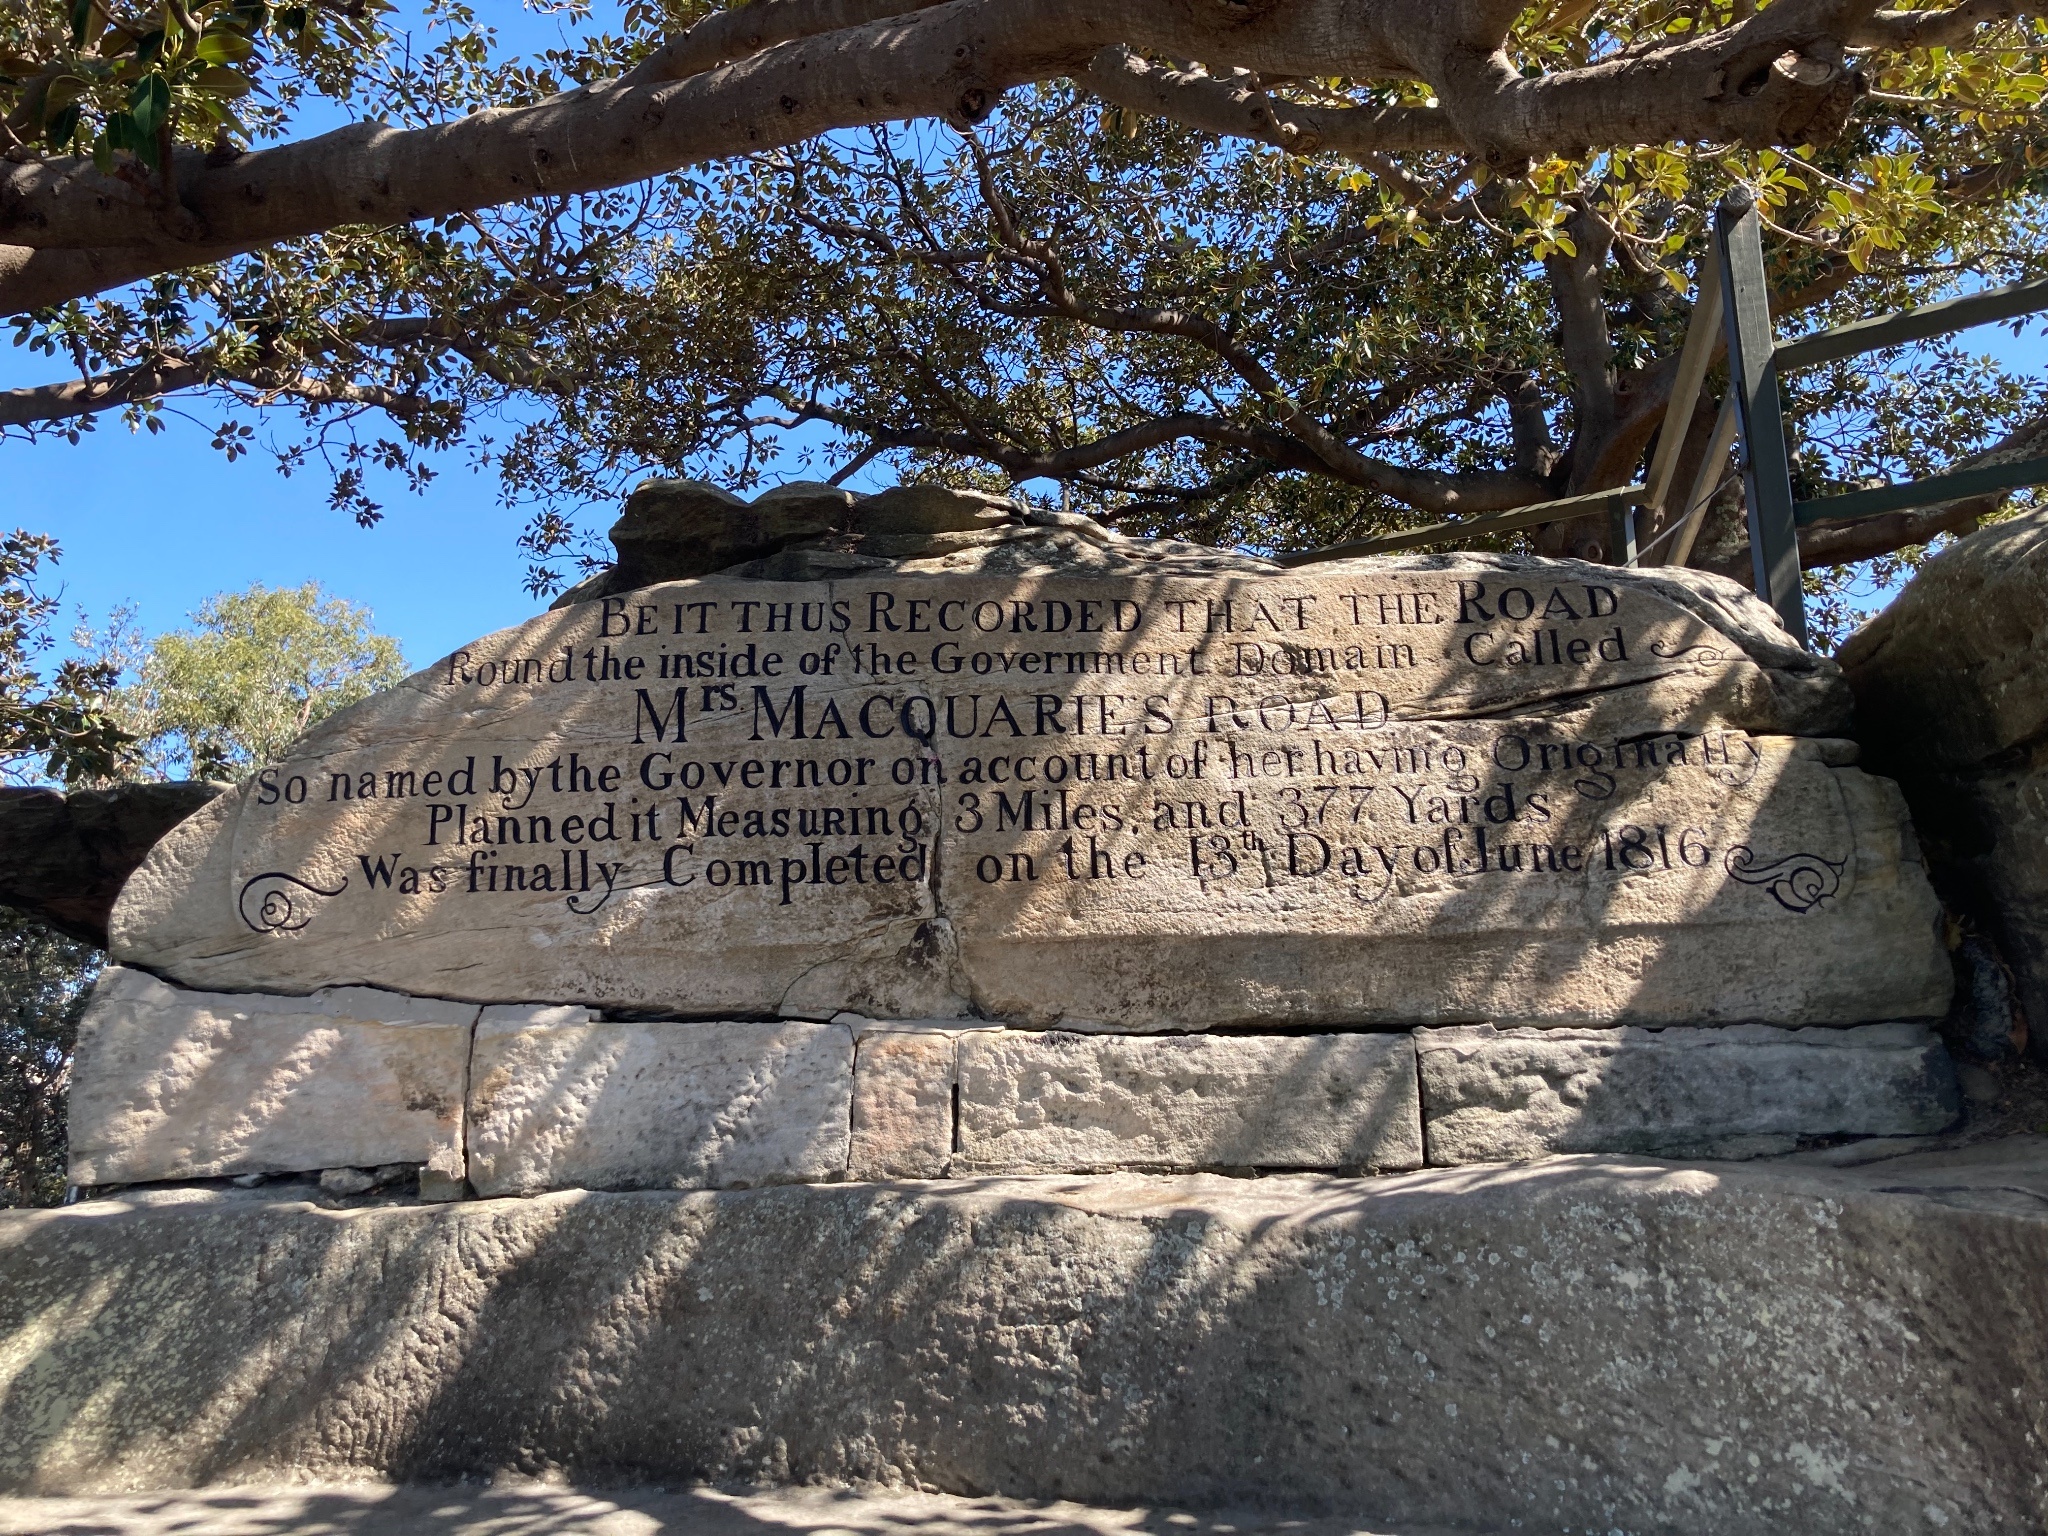 BE IT THUS RECORDED THAT THE ROAD
Round the inside of the Government Domain Called
Mrs. MACQUARIE'S ROAD
So named by the Governor on account of her having Originally
Planned it Measuring 3 Miles, and 377 Yards
Was finally Completed on the 13th Day of June 1816